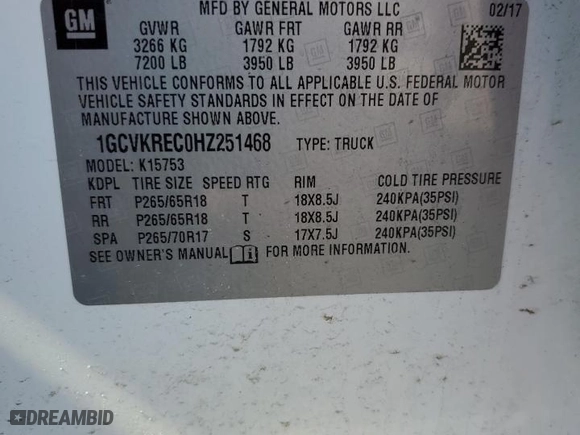 GM
MFD BY GENERAL MOTORS LLC 02/17
GVWR GAWR FRT GAWR RR
3266 KG 1792 KG 1792 KG
7200 LB 3950 LB 3950 LB
THIS VEHICLE CONFORMS TO ALL APPLICABLE U.S. FEDERAL MOTOR
VEHICLE SAFETY STANDARDS IN EFFECT ON THE DATE OF
MANUFACTURE SHOWN ABOVE.
1GCVKREC0HZ251468 TYPE: TRUCK
MODEL: K15753
KDPL TIRE SIZE SPEED RTG RIM COLD TIRE PRESSURE
FRT P265/65R18 T 18X8.5J 240KPA(35PSI)
RR P265/65R18 T 18X8.5J 240KPA(35PSI)
SPA P265/70R17 S 17X7.5J 240KPA(35PSI)
SEE OWNER'S MANUAL FOR MORE INFORMATION.
DREAMBID